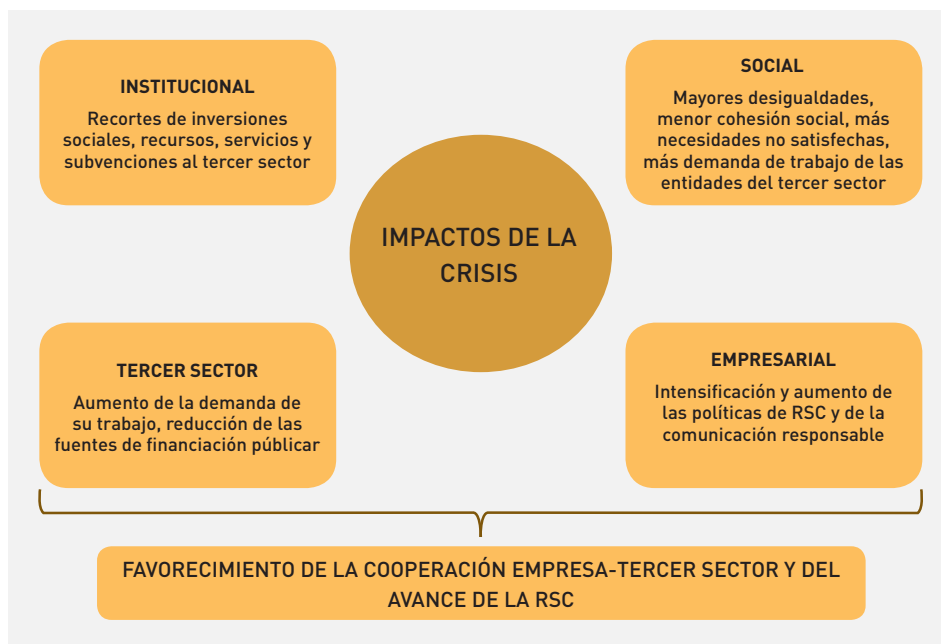 INSTITUCIONAL
Recortes de inversiones
sociales, recursos, servicios y
subvenciones al tercer sector
SOCIAL
Mayores desigualdades,
menor cohesión social, más
necesidades no satisfechas,
más demanda de trabajo de las
entidades del tercer sector
IMPACTOS DE LA
CRISIS
TERCER SECTOR
Aumento de la demanda de
su trabajo, reducción de las
fuentes de financiación públicar
EMPRESARIAL
Intensificación y aumento de
las políticas de RSC y de la
comunicación responsable
FAVORECIMIENTO DE LA COOPERACIÓN EMPRESA-TERCER SECTOR Y DEL
AVANCE DE LA RSC